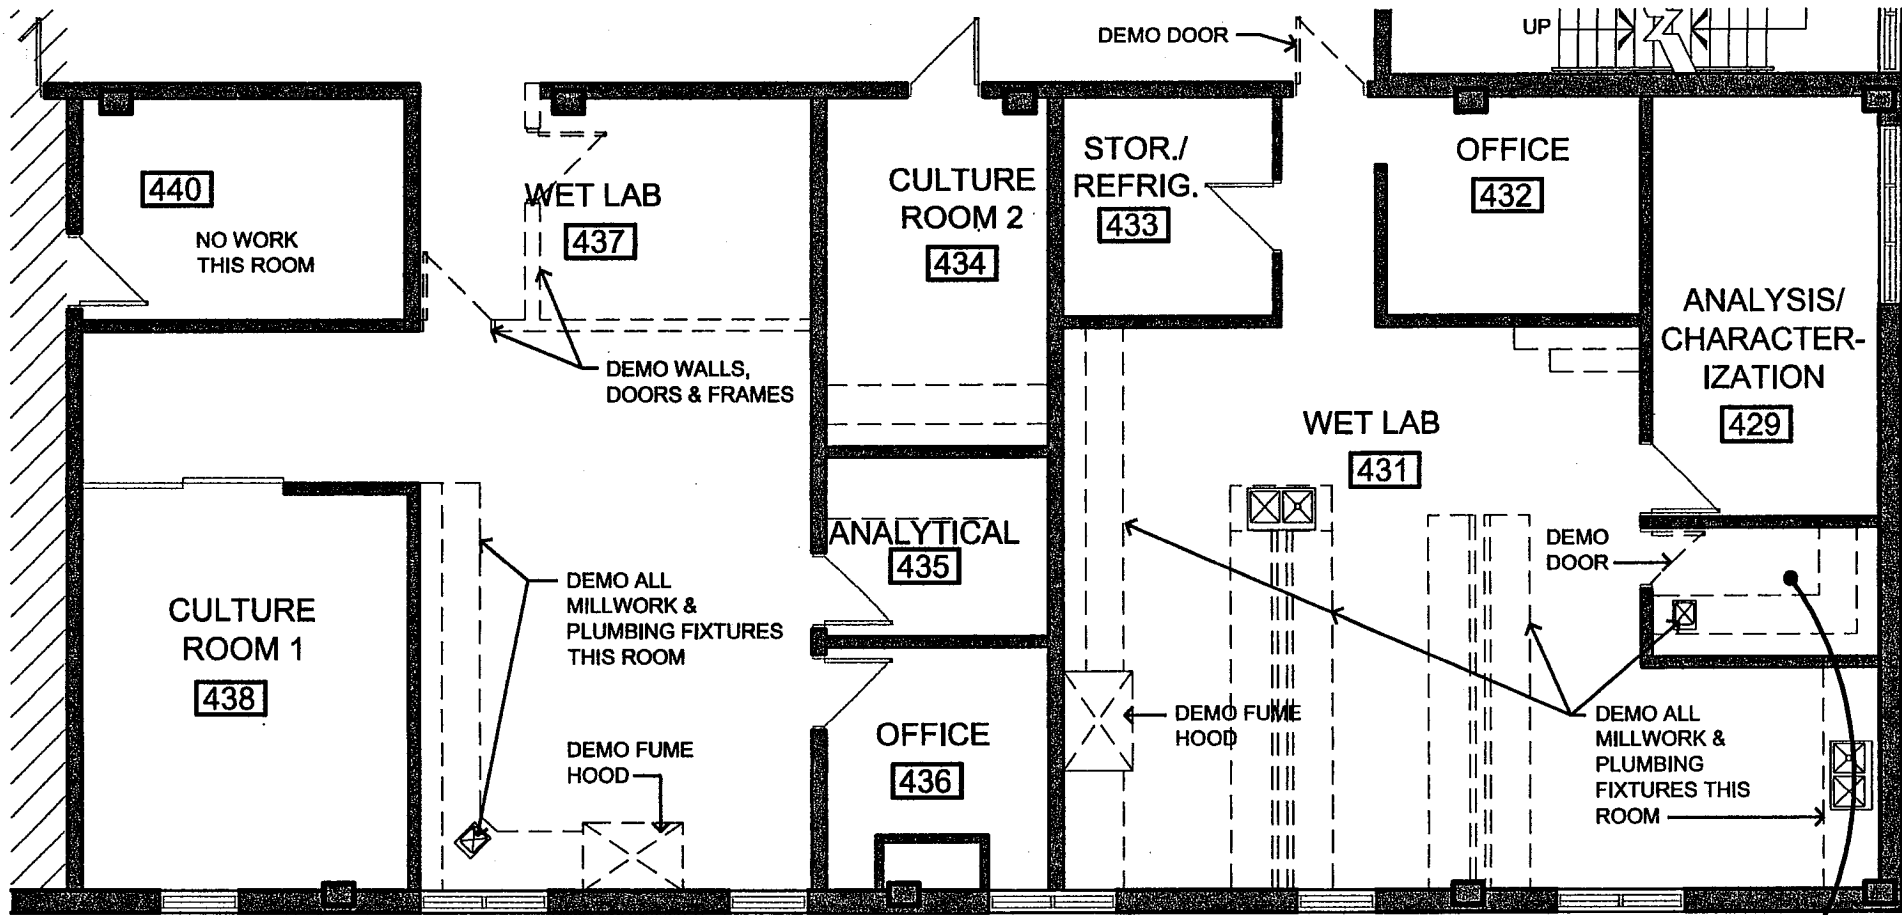 UP
DEMO DOOR
440
NO WORK
THIS ROOM
WET LAB
437
DEMO WALLS,
DOORS & FRAMES
CULTURE
ROOM 2
434
STOR./
REFRIG.
433
OFFICE
432
ANALYSIS/
CHARACTER-
IZATION
429
WET LAB
431
ANALYTICAL
435
DEMO
DOOR
CULTURE
ROOM 1
438
DEMO ALL
MILLWORK &
PLUMBING FIXTURES
THIS ROOM
DEMO FUME
HOOD
OFFICE
436
DEMO FUME
HOOD
DEMO ALL
MILLWORK &
PLUMBING
FIXTURES THIS
ROOM